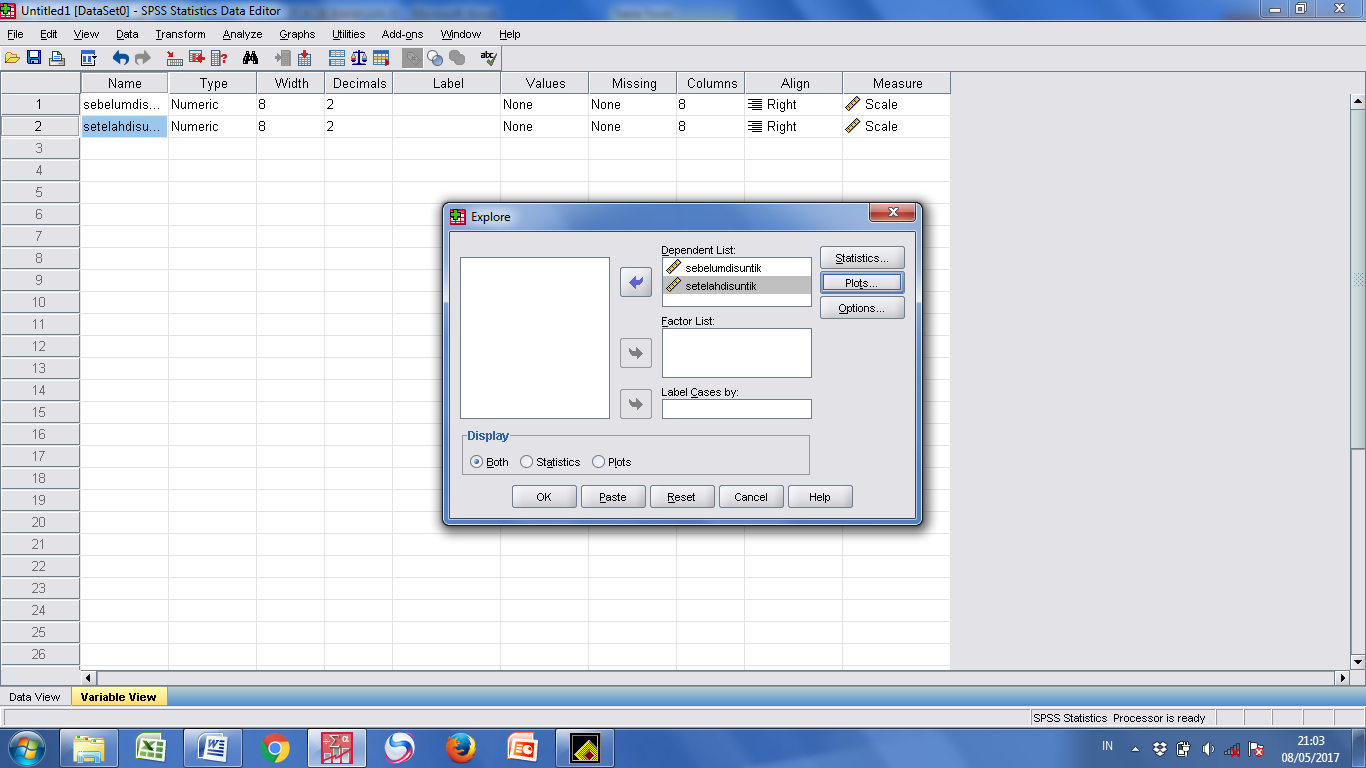 Untitled1 [DataSet0] - SPSS Statistics Data Editor
File Edit View Data Transform Analyze Graphs Utilities Add-ons Window Help
Name Type Width Decimals Label Values Missing Columns Align Measure
1 sebelumdis... Numeric 8 2 None None 8 Right Scale
2 setelahdisu... Numeric 8 2 None None 8 Right Scale
3
4
5
6
7
8
9
10
11
12
13
14
15
16
17
18
19
20
21
22
23
24
25
26
Explore
Dependent List:
sebelumdisuntik
setelahdisuntik
Statistics...
Plots...
Options...
Factor List:
Label Cases by:
Display
Both Statistics Plots
OK Paste Reset Cancel Help
Data View Variable View
SPSS Statistics Processor is ready
IN
21:03
08/05/2017